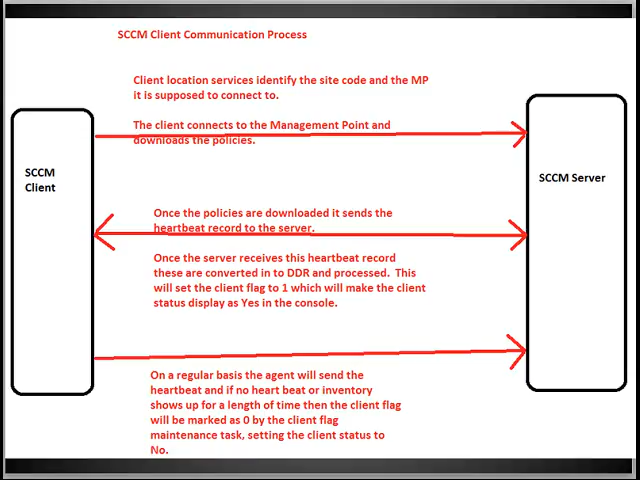 SCCM Client Communication Process
Client location services identify the site code and the MP
it is supposed to connect to.
The client connects to the Management Point and
downloads the policies.
SCCM
Client
SCCM Server
Once the policies are downloaded it sends the
heartbeat record to the server.
Once the server receives this heartbeat record
these are converted in to DDR and processed.  This
will set the client flag to 1 which will make the client
status display as Yes in the console.
On a regular basis the agent will send the
heartbeat and if no heart beat or inventory
shows up for a length of time then the client flag
will be marked as 0 by the client flag
maintenance task, setting the client status to
No.